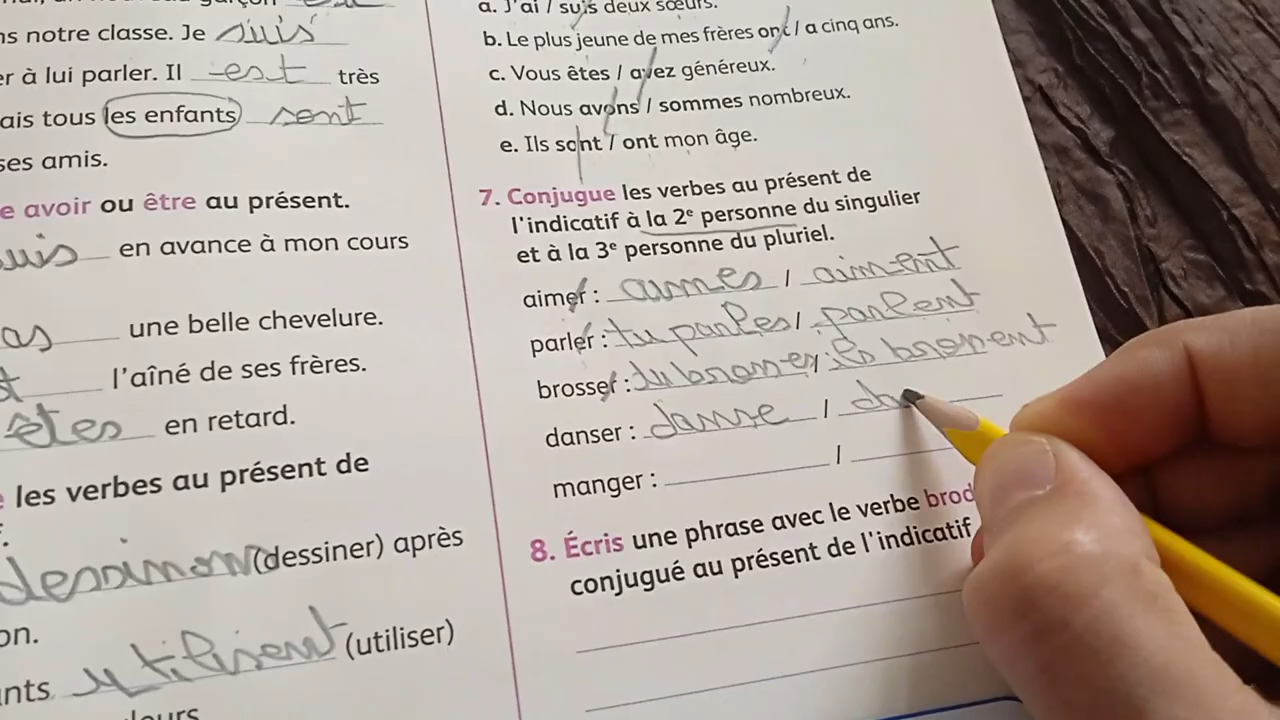 ns notre classe. Je suis
er à lui parler. Il est très
ais tous les enfants sent
ses amis.
e avoir ou être au présent.
suis en avance à mon cours
as une belle chevelure.
l'aîné de ses frères.
êtes en retard.
les verbes au présent de
dessinon (dessiner) après
on.
nts utilisent (utiliser)
a. J'ai / suis deux sœurs.
b. Le plus jeune de mes frères ont / a cinq ans.
c. Vous êtes / avez généreux.
d. Nous avons / sommes nombreux.
e. Ils sont / ont mon âge.
7. Conjugue les verbes au présent de
l'indicatif à la 2e personne du singulier
et à la 3e personne du pluriel.
aimer : aimes / aiment
parler : tu parles / parlent
brosser : tu brosses / ils brossent
danser : danse /
manger : /
8. Écris une phrase avec le verbe brod
conjugué au présent de l'indicatif